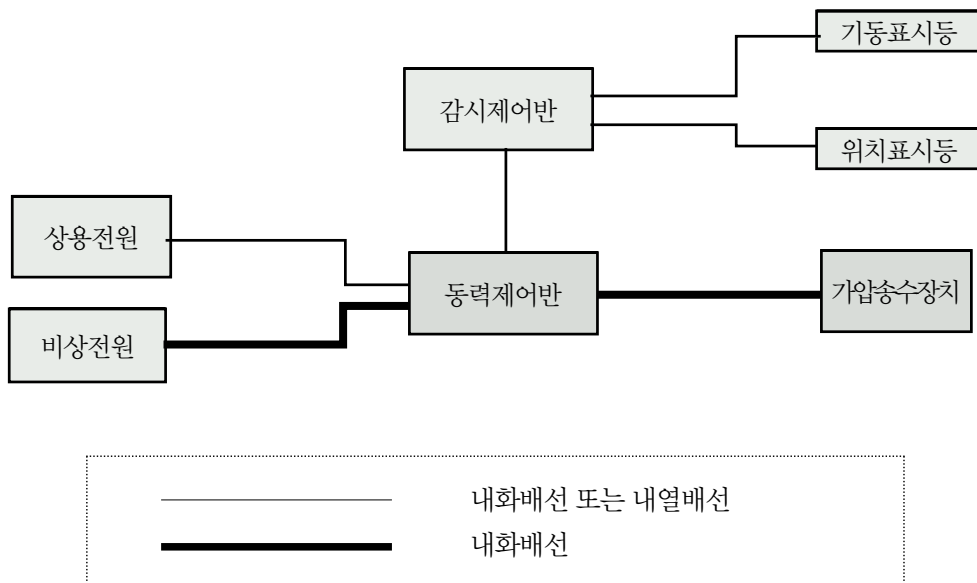 기동표시등
감시제어반
위치표시등
상용전원
동력제어반
가압송수장치
비상전원
내화배선 또는 내열배선
내화배선